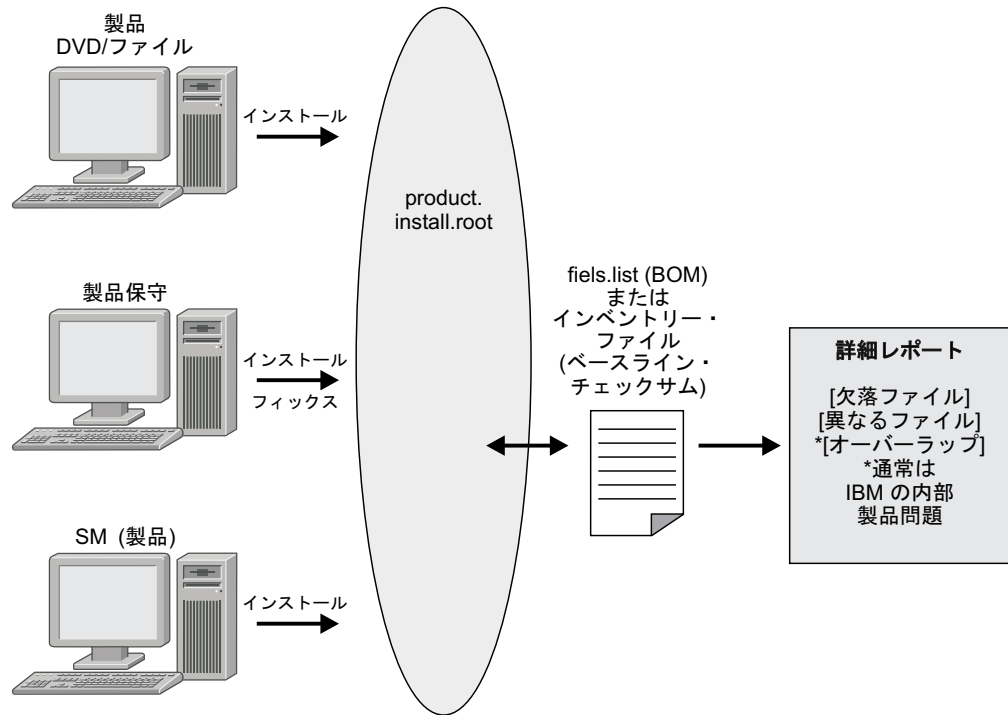 製品
DVD/ファイル
インストール
product.
install.root
製品保守
インストール
フィックス
fiels.list (BOM)
または
インベントリー・
ファイル
(ベースライン・
チェックサム)
詳細レポート
[欠落ファイル]
[異なるファイル]
*[オーバーラップ]
*通常は
IBM の内部
製品問題
SM (製品)
インストール